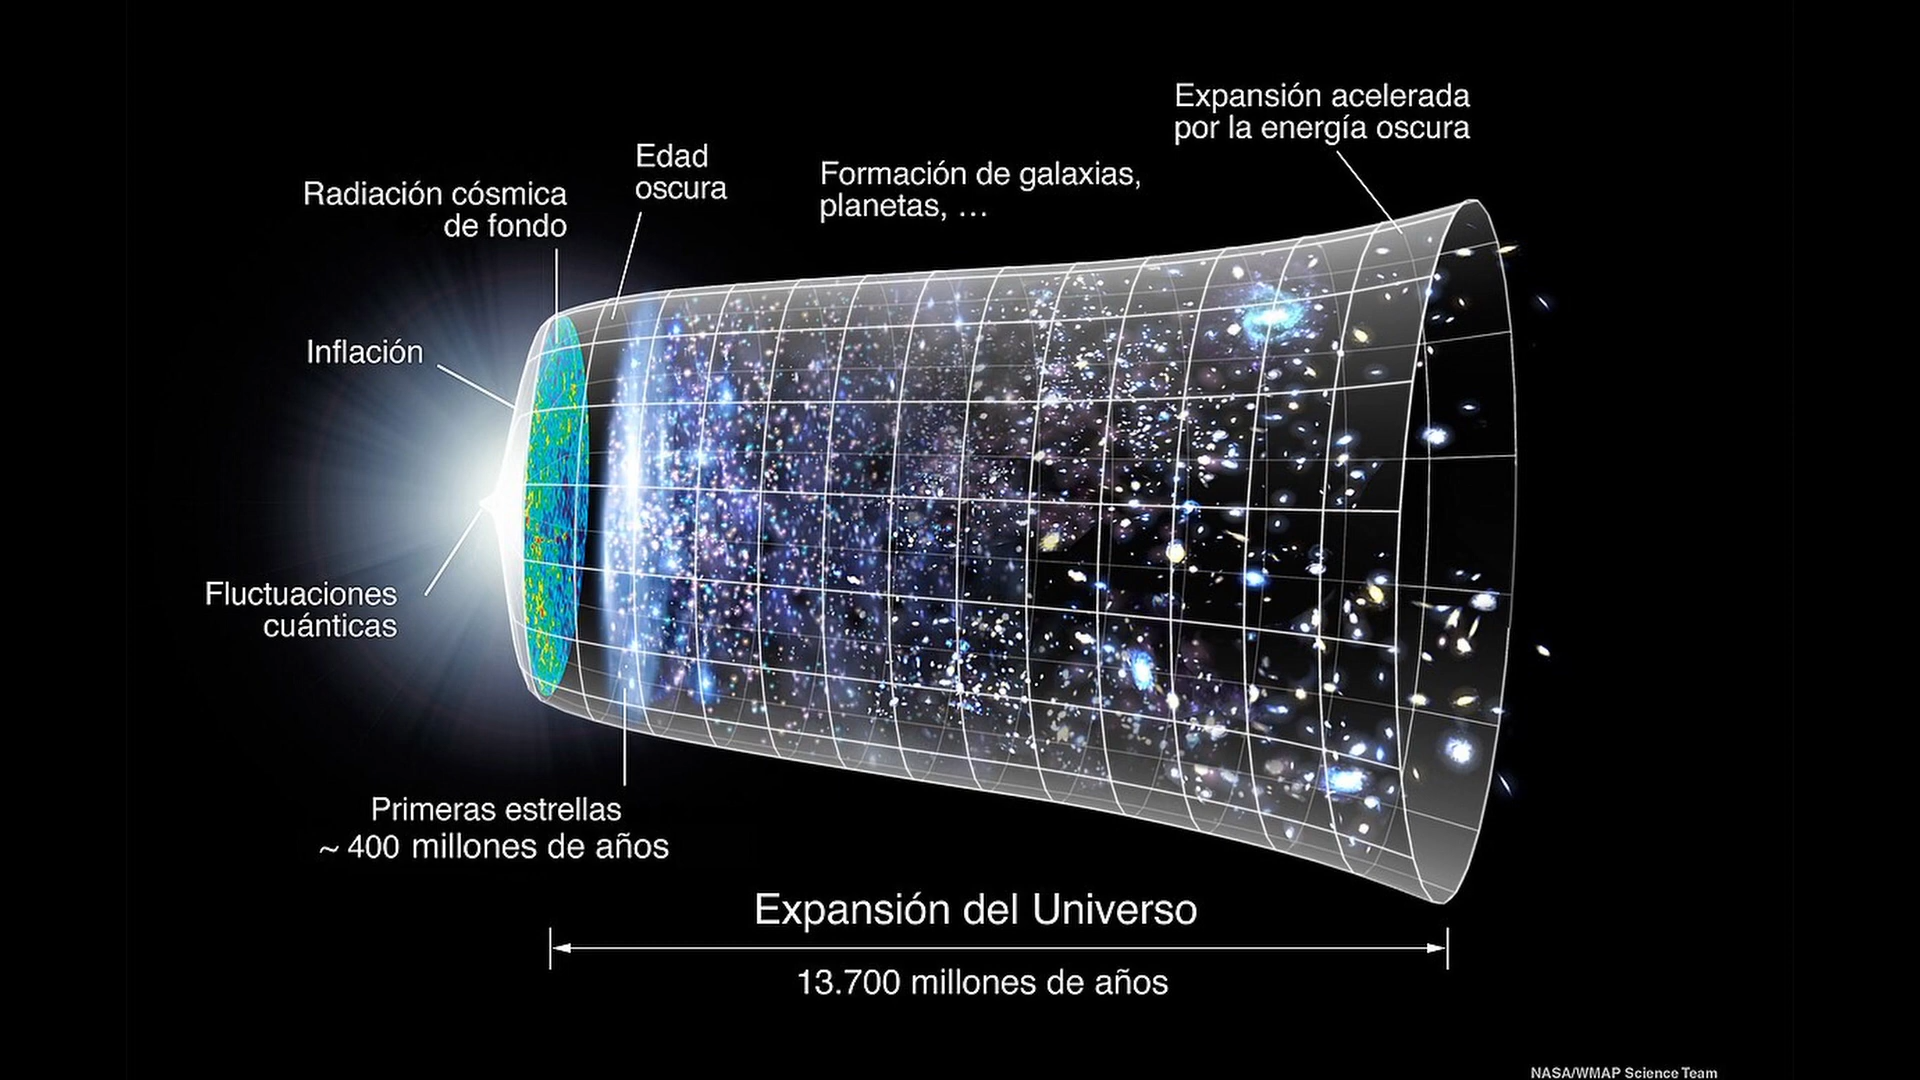 Expansión acelerada
por la energía oscura
Edad
oscura
Formación de galaxias,
planetas, …
Radiación cósmica
de fondo
Inflación
Fluctuaciones
cuánticas
Primeras estrellas
~ 400 millones de años
Expansión del Universo
13.700 millones de años
NASA/WMAP Science Team